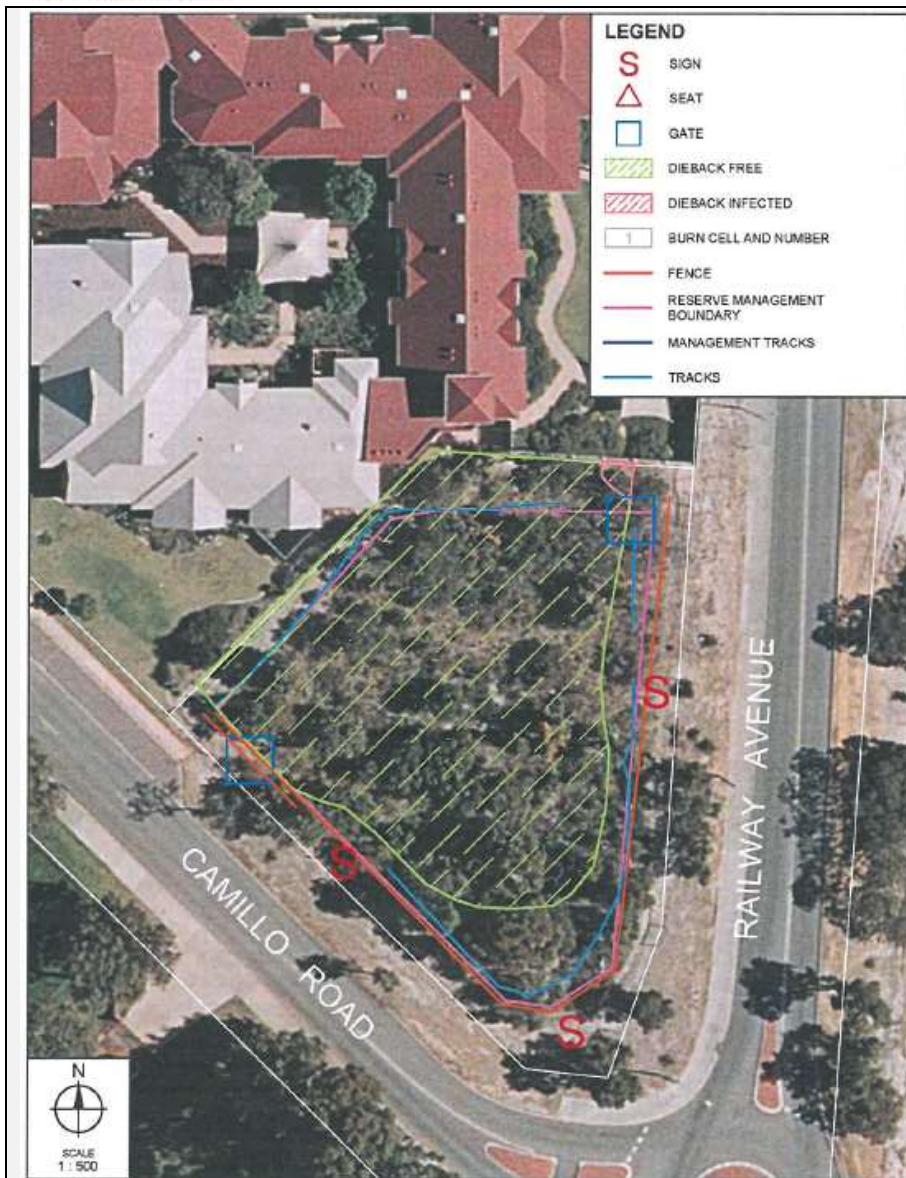 LEGEND
S SIGN
SEAT
GATE
DIEBACK FREE
DIEBACK INFECTED
1 BURN CELL AND NUMBER
FENCE
RESERVE MANAGEMENT
BOUNDARY
MANAGEMENT TRACKS
TRACKS
S
RAILWAY AVENUE
S
CAMILLO ROAD
S
N
SCALE
1 : 500